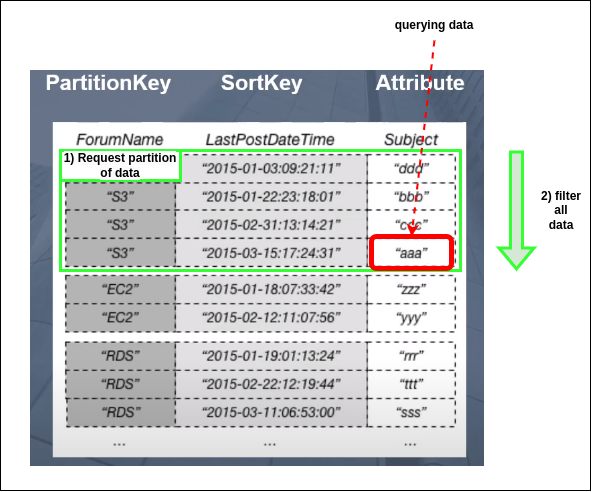 querying data
PartitionKey SortKey Attribute
ForumName LastPostDateTime Subject
1) Request partition
of data
“2015-01-03:09:21:11” “ddd”
“S3” “2015-01-22:23:18:01” “bbb”
“S3” “2015-02-31:13:14:21” “ccc”
“S3” “2015-03-15:17:24:31” “aaa”
2) filter
all
data
“EC2” “2015-01-18:07:33:42” “zzz”
“EC2” “2015-02-12:11:07:56” “yyy”
“RDS” “2015-01-19:01:13:24” “rrr”
“RDS” “2015-02-22:12:19:44” “ttt”
“RDS” “2015-03-11:06:53:00” “sss”
... ... ...